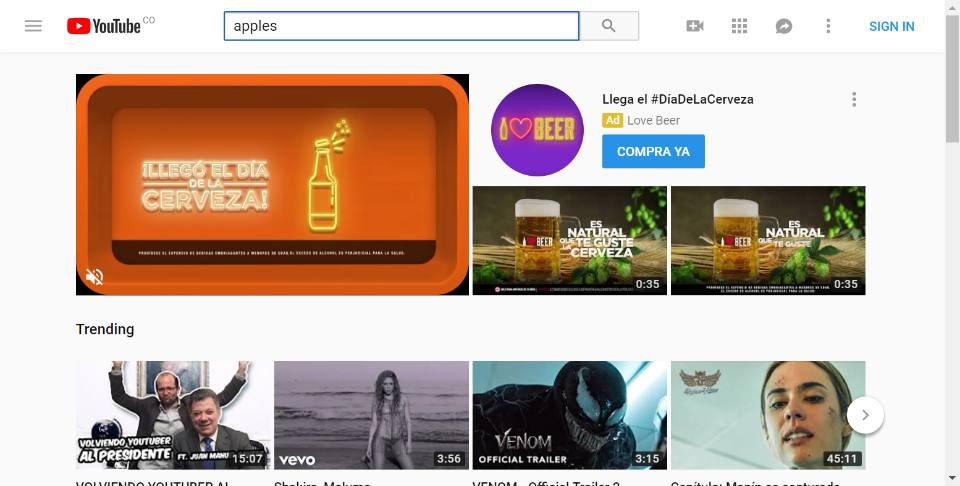 YouTube CO
apples
SIGN IN
¡LLEGÓ EL DÍA
DE LA
CERVEZA!
PROHÍBESE EL EXPENDIO DE BEBIDAS EMBRIAGANTES A MENORES DE EDAD. EL EXCESO DE ALCOHOL ES PERJUDICIAL PARA LA SALUD.
BEER
Llega el #DíaDeLaCerveza
Ad Love Beer
COMPRA YA
BEER
ES
NATURAL
QUE TE GUSTE
LA
CERVEZA
0:35
BEER
ES
NATURAL
QUE TE GUSTE
0:35
Trending
VOLVIENDO YOUTUBER
AL PRESIDENTE
FT. JUAN MANU
15:07
vevo
3:56
VENOM
OFFICIAL TRAILER
3:15
45:11
VOLVIENDO YOUTUBER AL
Shakira, Maluma
VENOM - Official Trailer 2
Capítulo: Manín es capturado